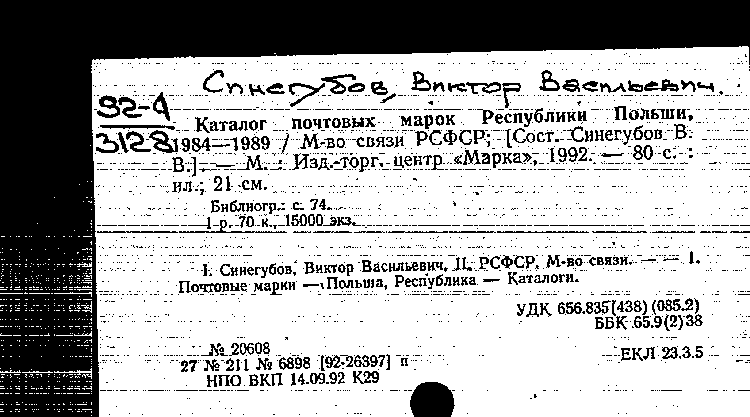 Синегубов, Виктор Васильевич.
92-4
3128
Каталог почтовых марок Республики Польши,
1984—1989 / М-во связи РСФСР; [Сост. Синегубов В.
В.]. — М. : Изд.-торг. центр «Марка», 1992. — 80 с. :
ил.; 21 см.
Библиогр.: с. 74.
1 р. 70 к., 15000 экз.
I. Синегубов, Виктор Васильевич. II. РСФСР. М-во связи. — — 1.
Почтовые марки — Польша, Республика — Каталоги.
УДК 656.835(438) (085.2)
ББК 65.9(2)38
№ 20608
27 № 211 № 6898 [92-26397] п
НПО ВКП 14.09.92 К29
ЕКЛ 23.3.5